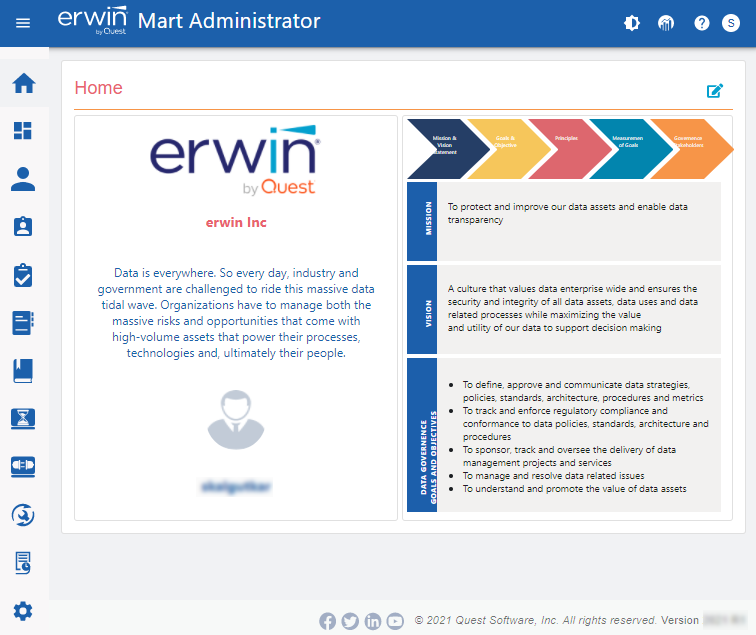 erwin by Quest Mart Administrator
S
Home
erwin
by Quest
erwin Inc
Data is everywhere. So every day, industry and
government are challenged to ride this massive data
tidal wave. Organizations have to manage both the
massive risks and opportunities that come with
high-volume assets that power their processes,
technologies and, ultimately their people.
Mission &
Vision
Statement
Goals &
Objective
Principles
Measuremen
of Goals
Governence
Stakeholders
MISSION
To protect and improve our data assets and enable data
transparency
VISION
A culture that values data enterprise wide and ensures the
security and integrity of all data assets, data uses and data
related processes while maximizing the value
and utility of our data to support decision making
DATA GOVERNENCE
GOALS AND OBJECTIVES
To define, approve and communicate data strategies,
policies, standards, architecture, procedures and metrics
To track and enforce regulatory compliance and
conformance to data policies, standards, architecture and
procedures
To sponsor, track and oversee the delivery of data
management projects and services
To manage and resolve data related issues
To understand and promote the value of data assets
© 2021 Quest Software, Inc. All rights reserved. Version